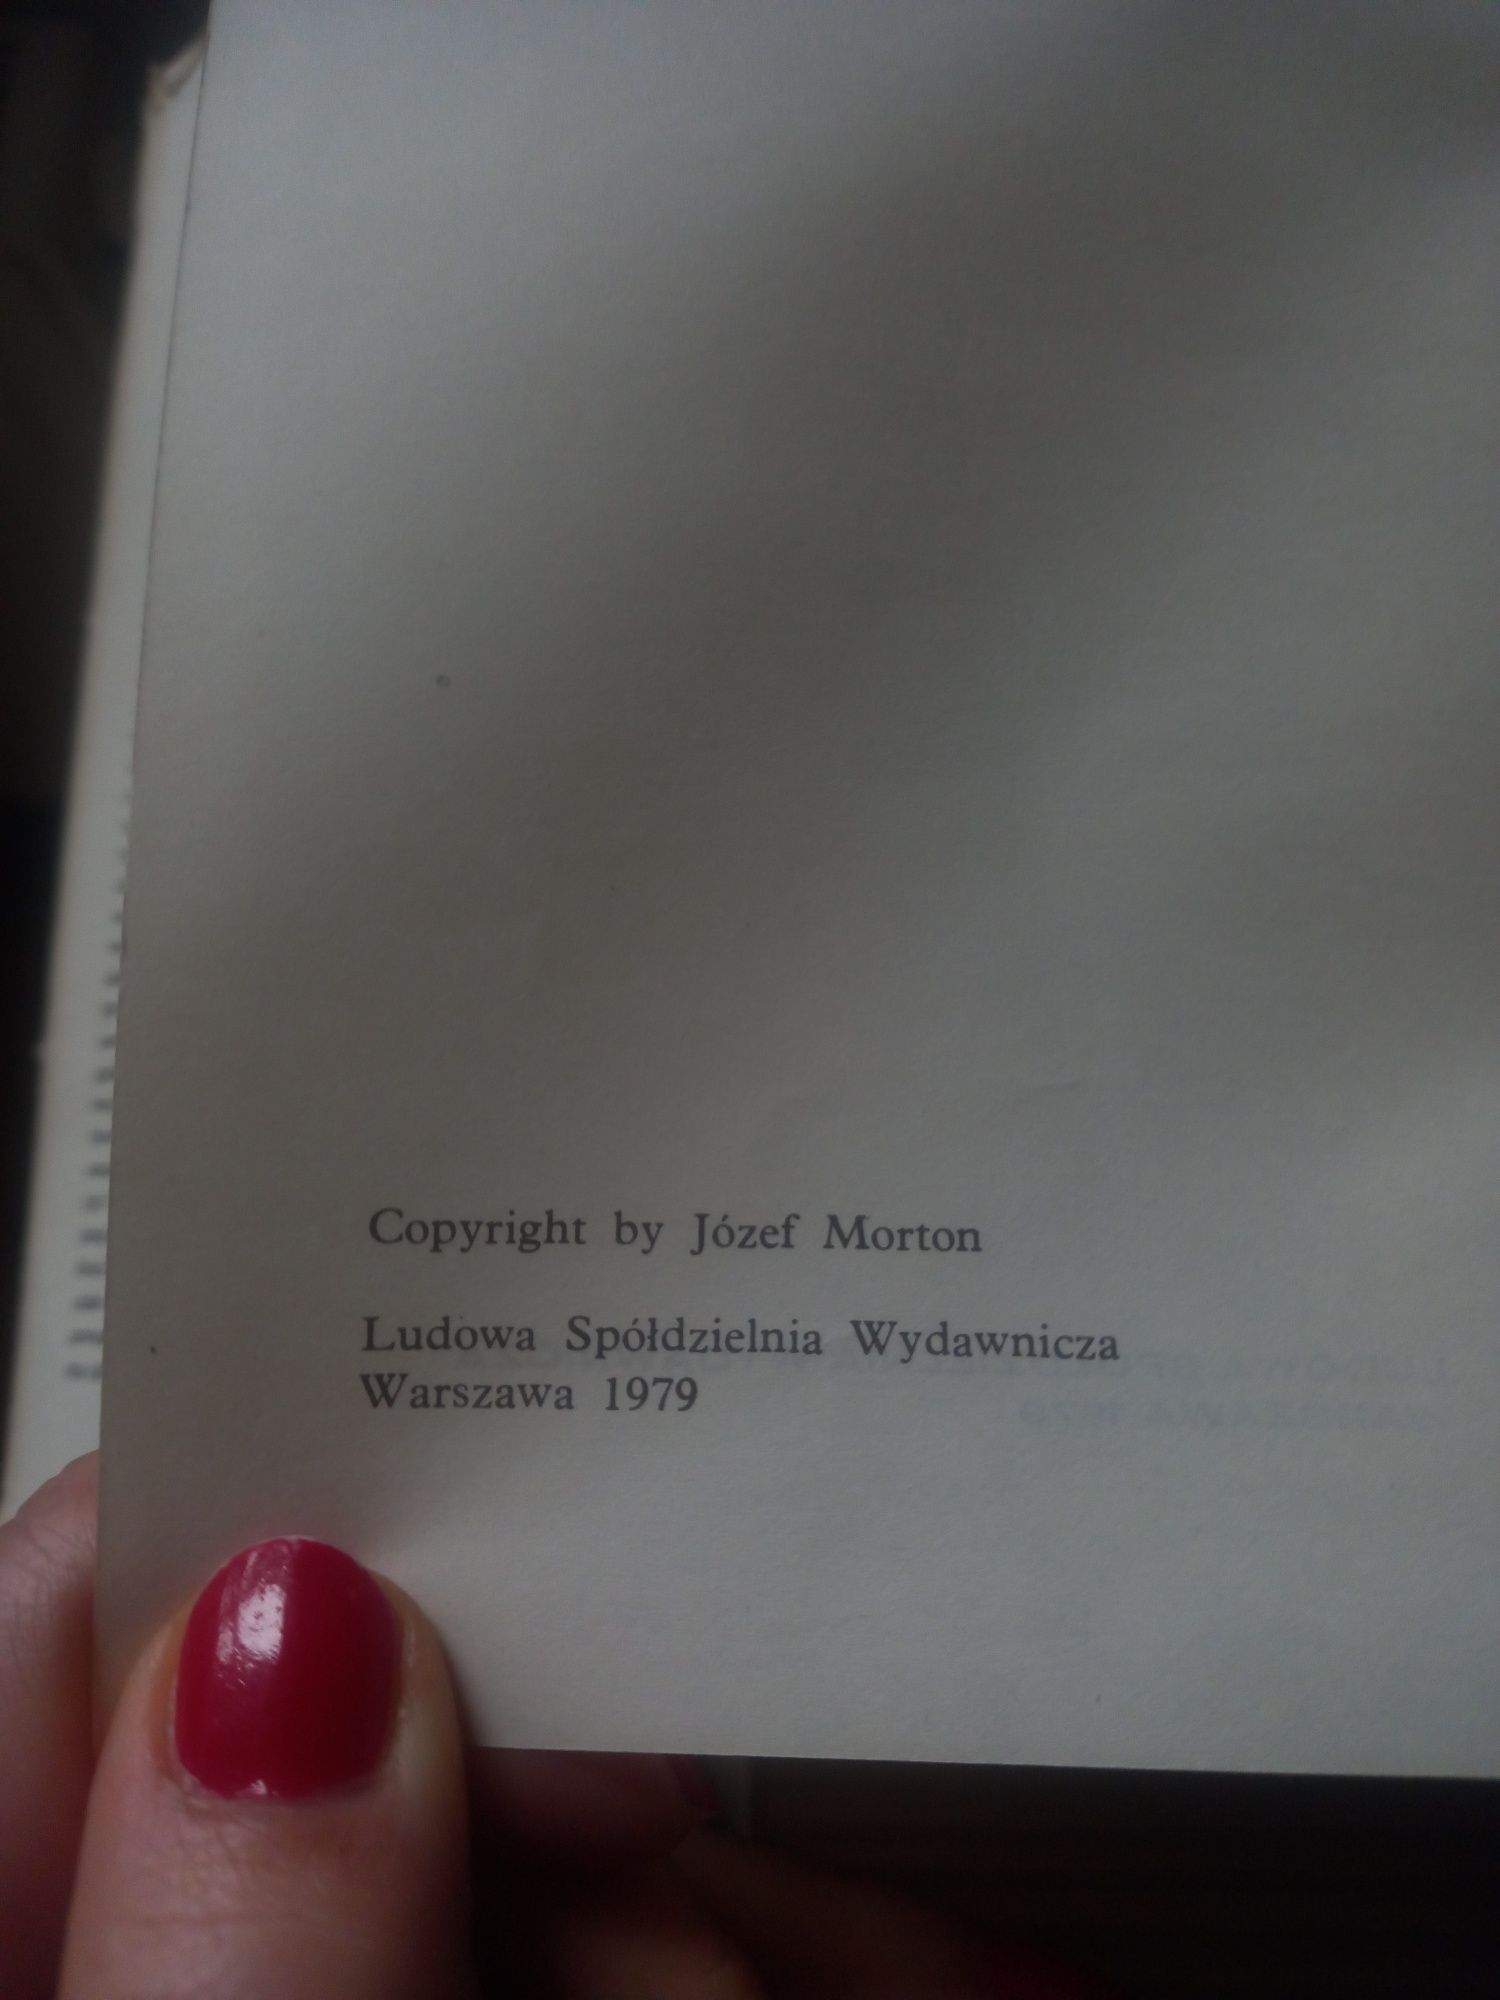 Copyright by Józef Morton
Ludowa Spółdzielnia Wydawnicza
Warszawa 1979